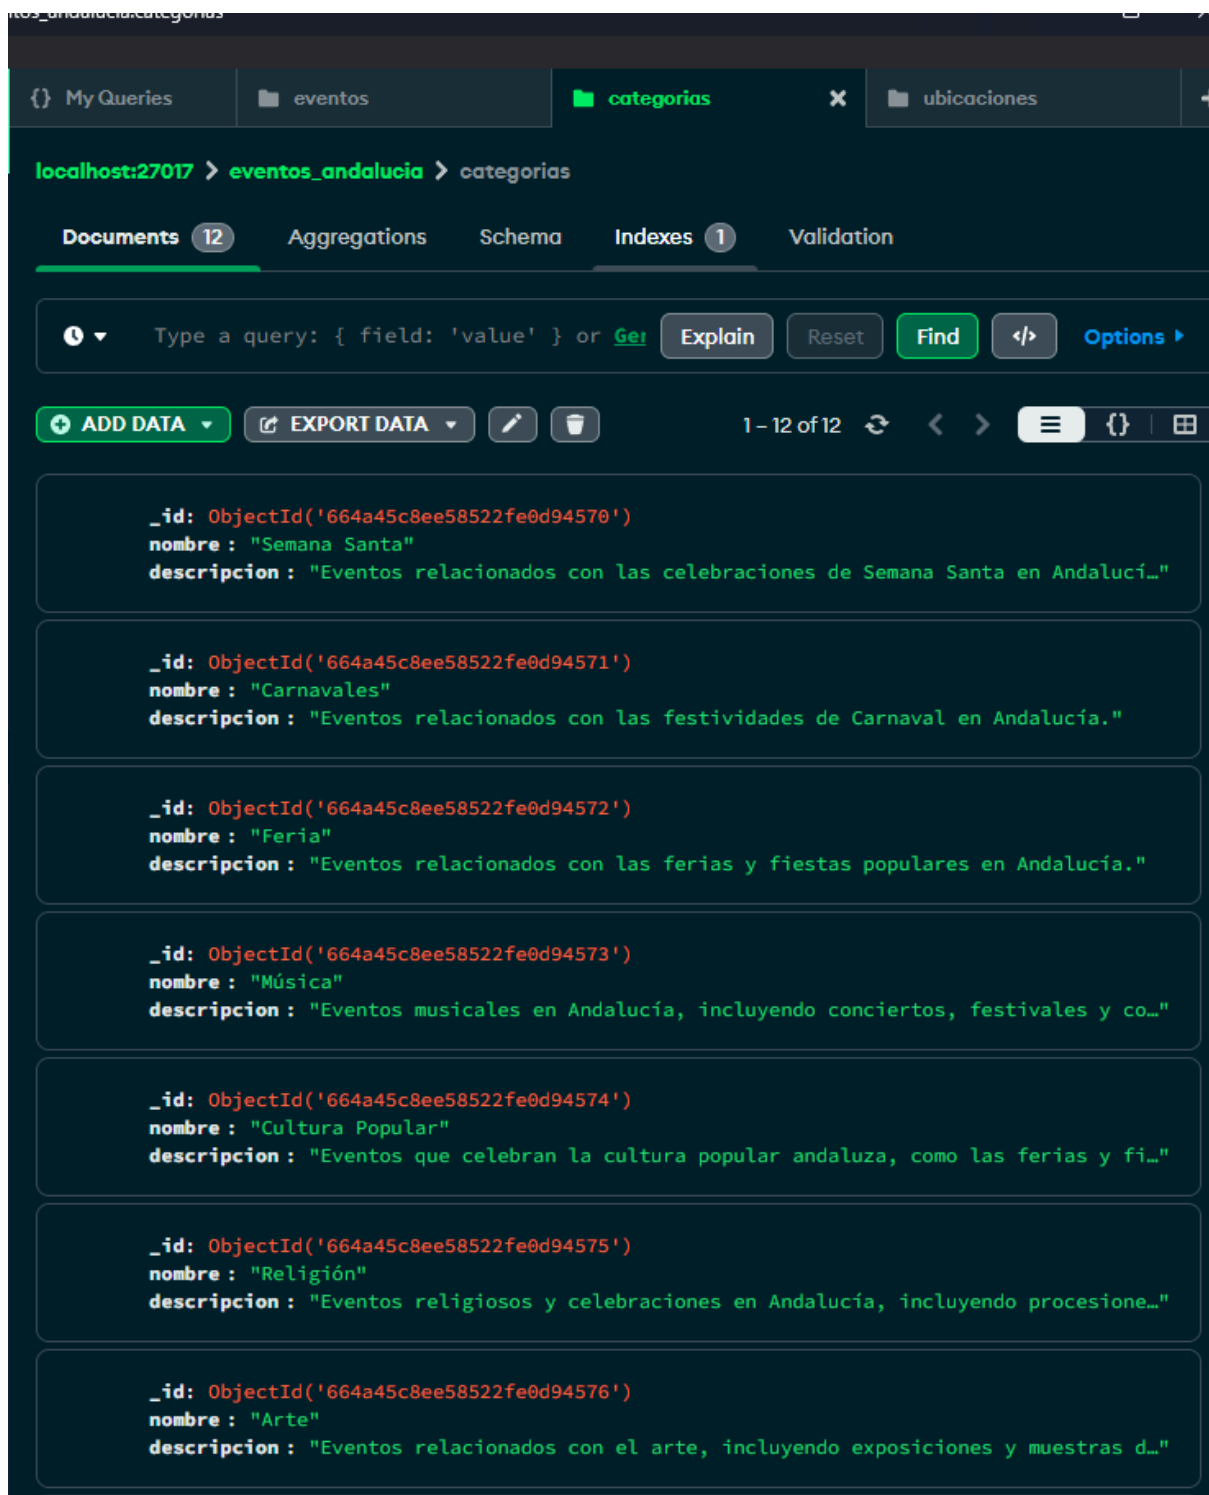 tos_andalucia.categorias
{} My Queries
eventos
categorias
ubicaciones
localhost:27017 > eventos_andalucia > categorias
Documents 12 Aggregations Schema Indexes 1 Validation
Type a query: { field: 'value' } or Ger Explain Reset Find </> Options
ADD DATA EXPORT DATA 1 – 12 of 12 {}
_id: ObjectId('664a45c8ee58522fe0d94570')
nombre : "Semana Santa"
descripcion : "Eventos relacionados con las celebraciones de Semana Santa en Andalucí…"
_id: ObjectId('664a45c8ee58522fe0d94571')
nombre : "Carnavales"
descripcion : "Eventos relacionados con las festividades de Carnaval en Andalucía."
_id: ObjectId('664a45c8ee58522fe0d94572')
nombre : "Feria"
descripcion : "Eventos relacionados con las ferias y fiestas populares en Andalucía."
_id: ObjectId('664a45c8ee58522fe0d94573')
nombre : "Música"
descripcion : "Eventos musicales en Andalucía, incluyendo conciertos, festivales y co…"
_id: ObjectId('664a45c8ee58522fe0d94574')
nombre : "Cultura Popular"
descripcion : "Eventos que celebran la cultura popular andaluza, como las ferias y fi…"
_id: ObjectId('664a45c8ee58522fe0d94575')
nombre : "Religión"
descripcion : "Eventos religiosos y celebraciones en Andalucía, incluyendo procesione…"
_id: ObjectId('664a45c8ee58522fe0d94576')
nombre : "Arte"
descripcion : "Eventos relacionados con el arte, incluyendo exposiciones y muestras d…"